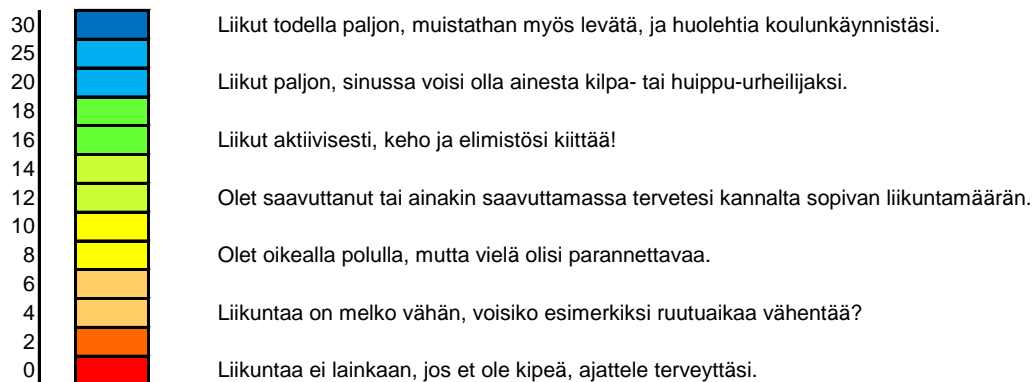 30 Liikut todella paljon, muistathan myös levätä, ja huolehtia koulunkäynnistäsi.
25
20 Liikut paljon, sinussa voisi olla ainesta kilpa- tai huippu-urheilijaksi.
18
16 Liikut aktiivisesti, keho ja elimistösi kiittää!
14
12 Olet saavuttanut tai ainakin saavuttamassa tervetesi kannalta sopivan liikuntamäärän.
10
8 Olet oikealla polulla, mutta vielä olisi parannettavaa.
6
4 Liikuntaa on melko vähän, voisiko esimerkiksi ruutuaikaa vähentää?
2
0 Liikuntaa ei lainkaan, jos et ole kipeä, ajattele terveyttäsi.